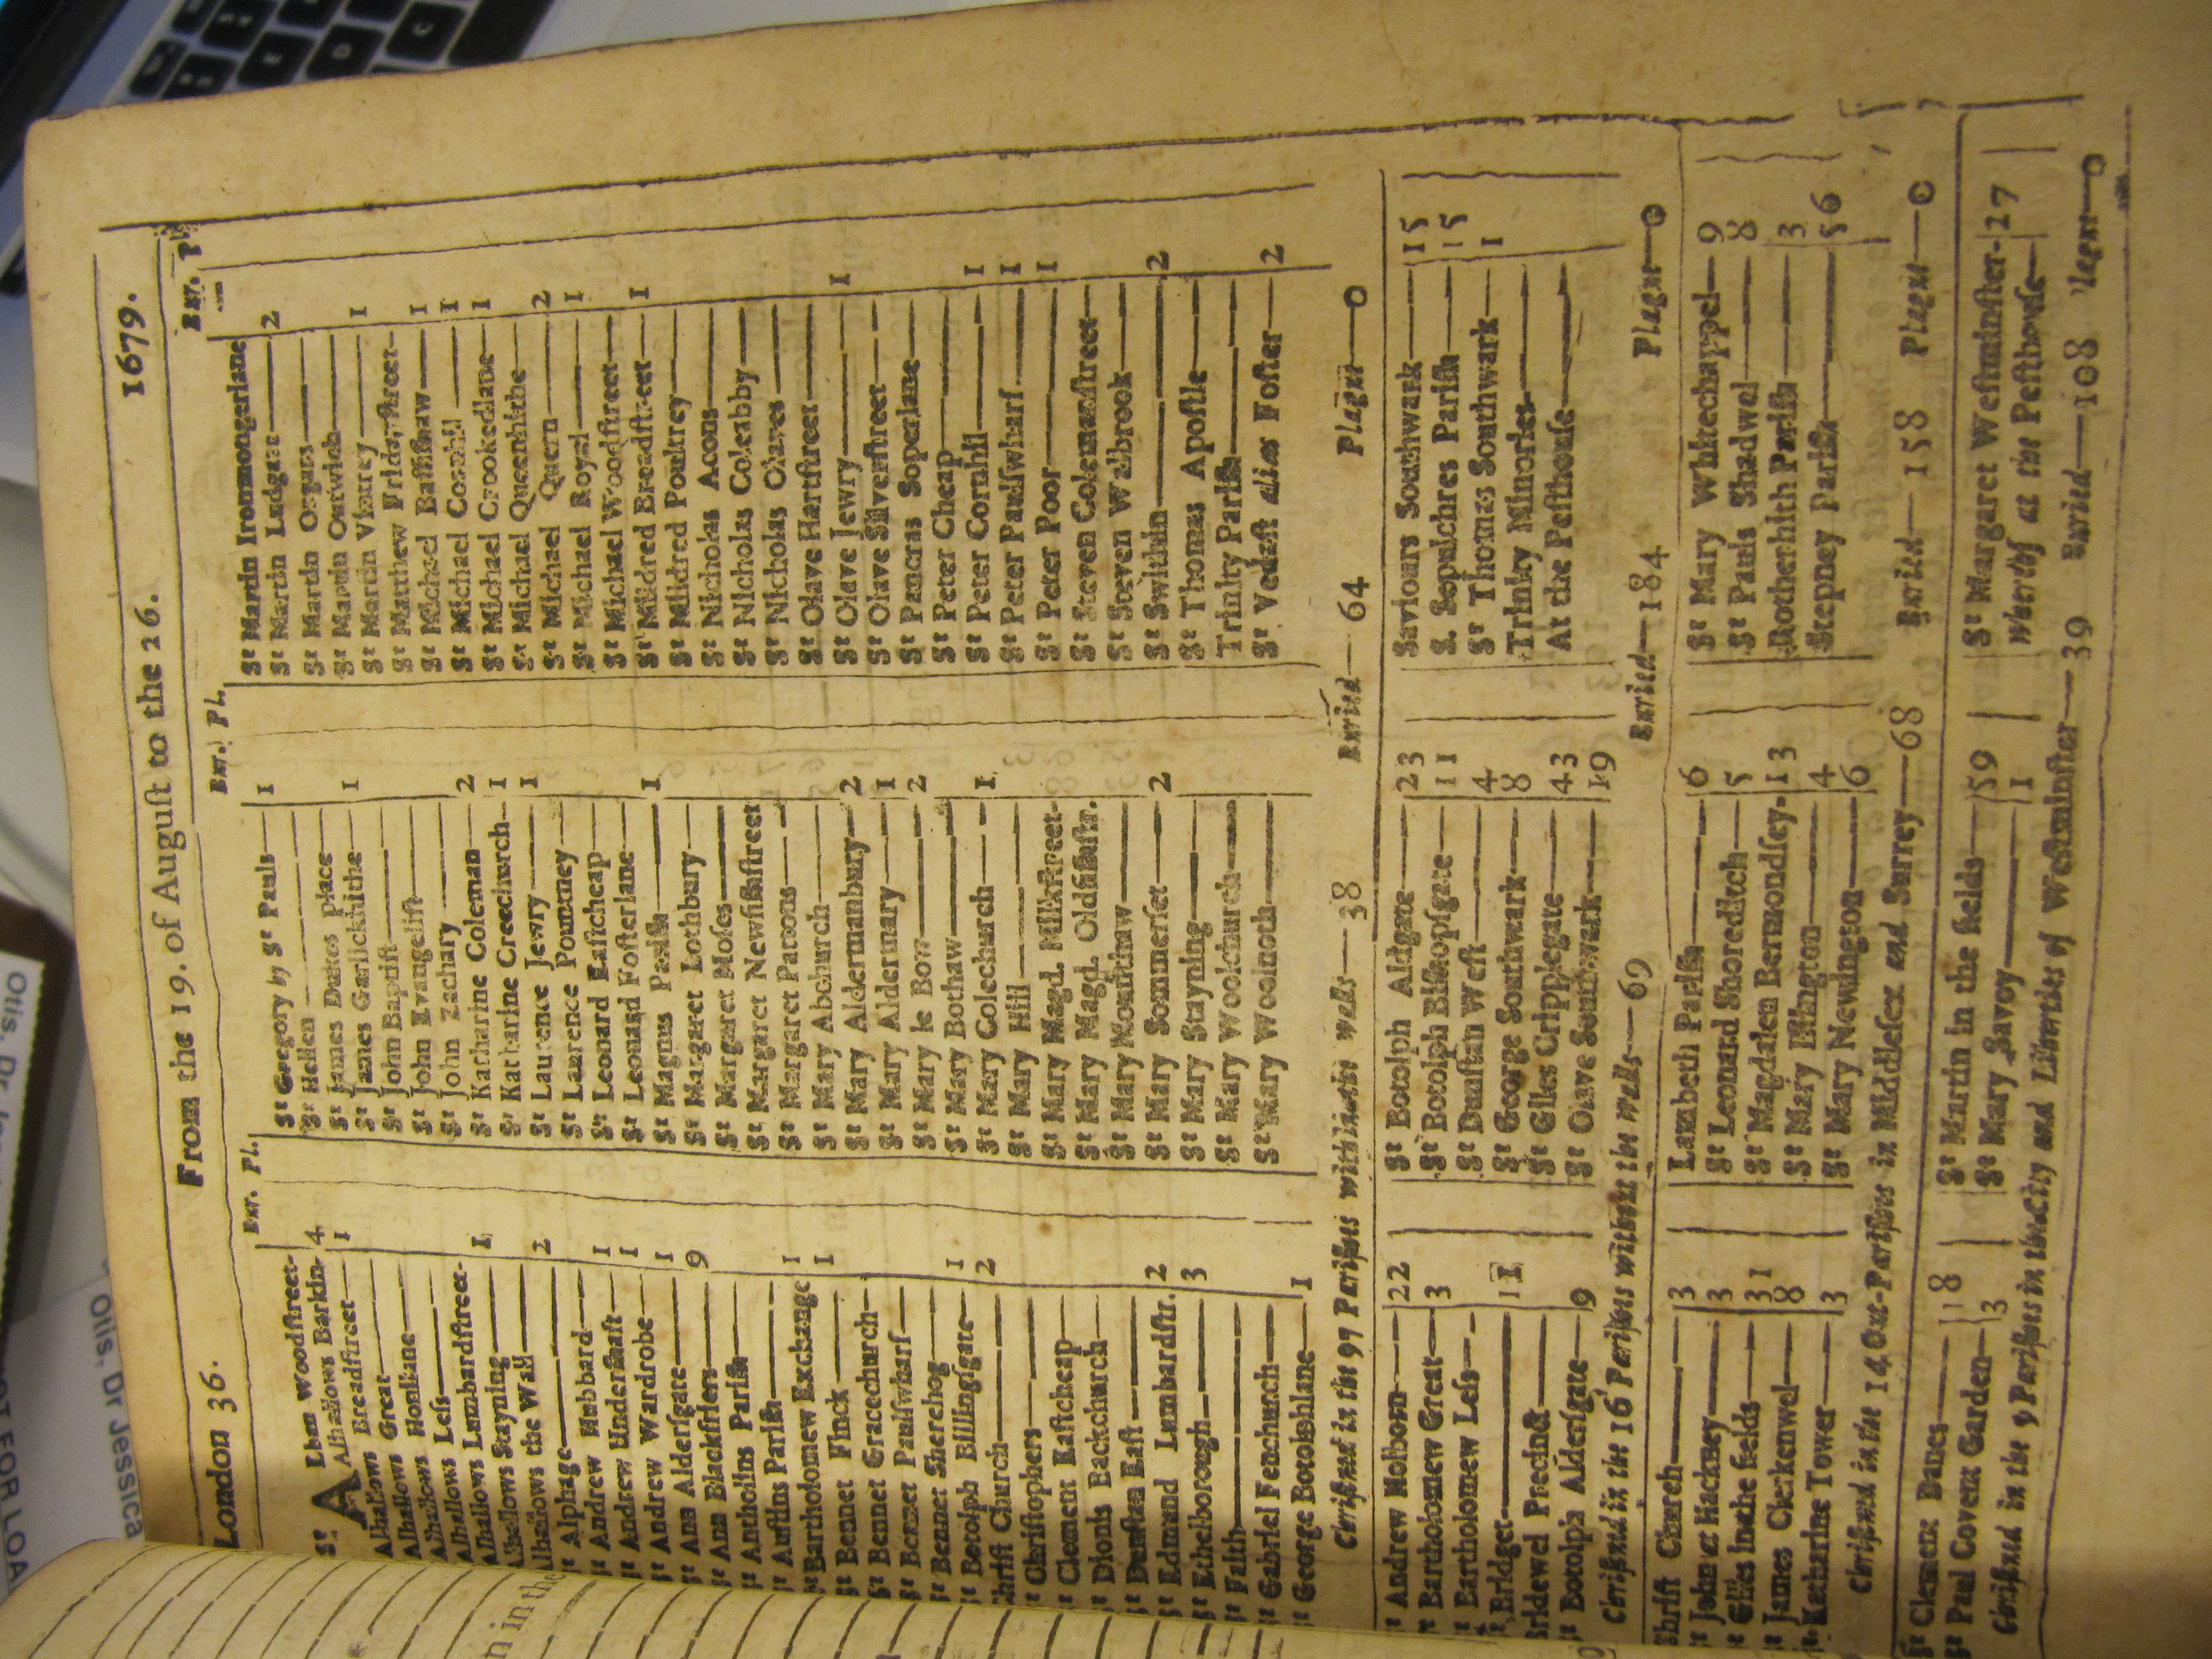 London 36.
From the 19. of August to the 26.
1679.
Bur. Pl.
Bur. Pl.
Bur. Pl.
St ALban Woodstreet-
Alhallows Barkin- 4
Alhallows Breadstreet— 1
Alhallows Great—
Alhallows Honilane—
Alhallows Less—
Alhallows Lumbardstreet-
Alhallows Stayning— 1
Alhallows the Wall—
St Alphage— 2
St Andrew Hubbard—
St Andrew Undershaft— 1
St Andrew Wardrobe— 1
St Ann Aldersgate— 1
St Ann Blackfriers— 9
St Antholins Parish—
St Austins Parish—
St Bartholomew Exchange 1
St Bennet Finck— 1
St Bennet Gracechurch—
St Bennet Paulswharf—
St Bennet Sherehog—
St Botolph Billingsgate— 1
Christ Church— 2
St Christophers—
St Clement Eastcheap—
St Dionis Backchurch—
St Dunstan East—
St Edmund Lumbardstr. 2
St Ethelborough— 3
St Faith—
St Gabriel Fenchurch—
St George Botolphlane— 1
St Gregory by St Pauls— 1
St Hellen—
St James Dukes place—
St James Garlickhithe— 1
St John Baptist—
St John Evangelist—
St John Zachary—
St Katharine Coleman— 2
St Katharine Creechurch— 1
St Laurence Jewry— 1
St Laurence Pountney—
St Leonard Eastcheap—
St Leonard Fosterlane—
St Magnus Parish— 1
St Margaret Lothbury—
St Margaret Moses—
St Margaret Newfishstreet
St Margaret Pattons—
St Mary Abchurch—
St Mary Aldermanbury— 2
St Mary Aldermary— 1
St Mary le Bow— 2
St Mary Bothaw—
St Mary Colechurch— 1
St Mary Hill—
St Mary Magd. Milkstreet-
St Mary Magd. Oldfishstr.
St Mary Mounthaw—
St Mary Sommerset— 2
St Mary Stayning—
St Mary Woolchurch—
St Mary Woolnoth—
St Martin Ironmongerlane
St Martin Ludgate— 2
St Martin Orgars—
St Martin Outwich—
St Martin Vintrey— 1
St Matthew Fridaystreet-
St Michael Bassishaw— 1
St Michael Cornhil— 1
St Michael Crookedlane— 1
St Michael Queenhithe—
St Michael Quern— 2
St Michael Royal— 1
St Michael Woodstreet—
St Mildred Breadstreet— 1
St Mildred Poultrey—
St Nicholas Acons—
St Nicholas Coleabby—
St Nicholas Olaves—
St Olave Hartstreet—
St Olave Jewry— 1
St Olave Silverstreet—
St Pancras Soperlane—
St Peter Cheap—
St Peter Cornhil— 1
St Peter Paulswharf— 1
St Peter Poor— 1
St Steven Colemanstreet—
St Steven Walbrook—
St Swithin— 2
St Thomas Apostle—
Trinity Parish—
St Vedast alias Foster— 2
Christned in the 97 Parishes within the walls—38 Buried—64 Plague—0
St Andrew Holborn—22
St Bartholomew Great— 3
St Bartholomew Less—
St Bridget— 11
Bridewel Precinct—
St Botolph Aldersgate— 9
St Botolph Aldgate— 23
St Botolph Bishopsgate— 11
St Dunstan West— 4
St George Southwark— 8
St Giles Cripplegate— 43
St Olave Southwark— 19
Saviours Southwark— 15
S. Sepulchres Parish— 15
St Thomas Southwark— 1
Trinity Minories—
At the Pesthouse—
Christned in the 16 Parishes without the walls—69 Buried—184 Plague—0
Christ Church— 3
St John at Hackney— 3
St Giles in the fields— 31
St James Clerkenwel— 8
St Katharine Tower— 3
Lambeth Parish— 6
St Leonard Shoreditch— 5
St Magdalen Bermondsey-13
St Mary Islington— 4
St Mary Newington— 6
St Mary Whitechappel— 9
St Pauls Shadwel— 8
Rotherhith Parish— 3
Stepney Parish— 56
Christned in the 14 Out-Parishes in Middlesex and Surrey—68 Buried—158 Plague—0
St Clement Danes— 18
St Paul Covent Garden— 3
St Martin in the fields— 59
St Mary Savoy— 1
St Margaret Westminster-27
Whereof at the Pesthouse—
Christned in the 5 Parishes in the City and Liberties of Westminster—39 Buried—108 Plague—0
h in the
Otis, Dr Jessica
OT FOR LOA
Otis, Dr